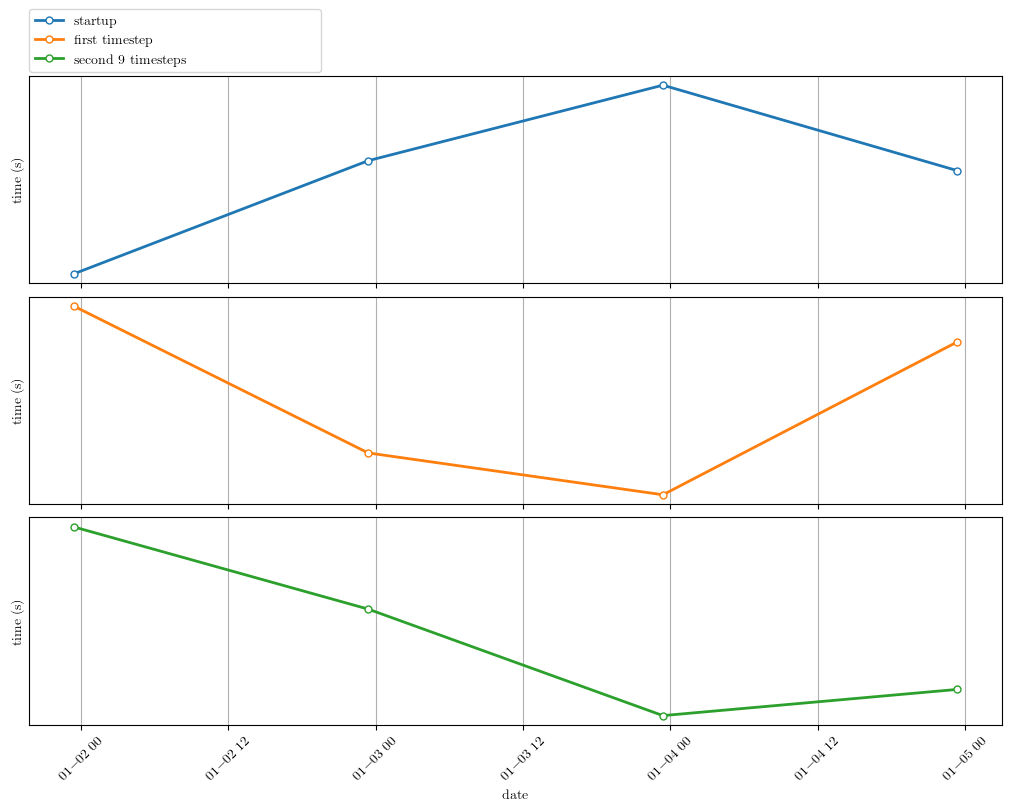 startup
first timestep
second 9 timesteps
time (s)
time (s)
time (s)
01−02 00
01−02 12
01−03 00
01−03 12
01−04 00
01−04 12
01−05 00
date